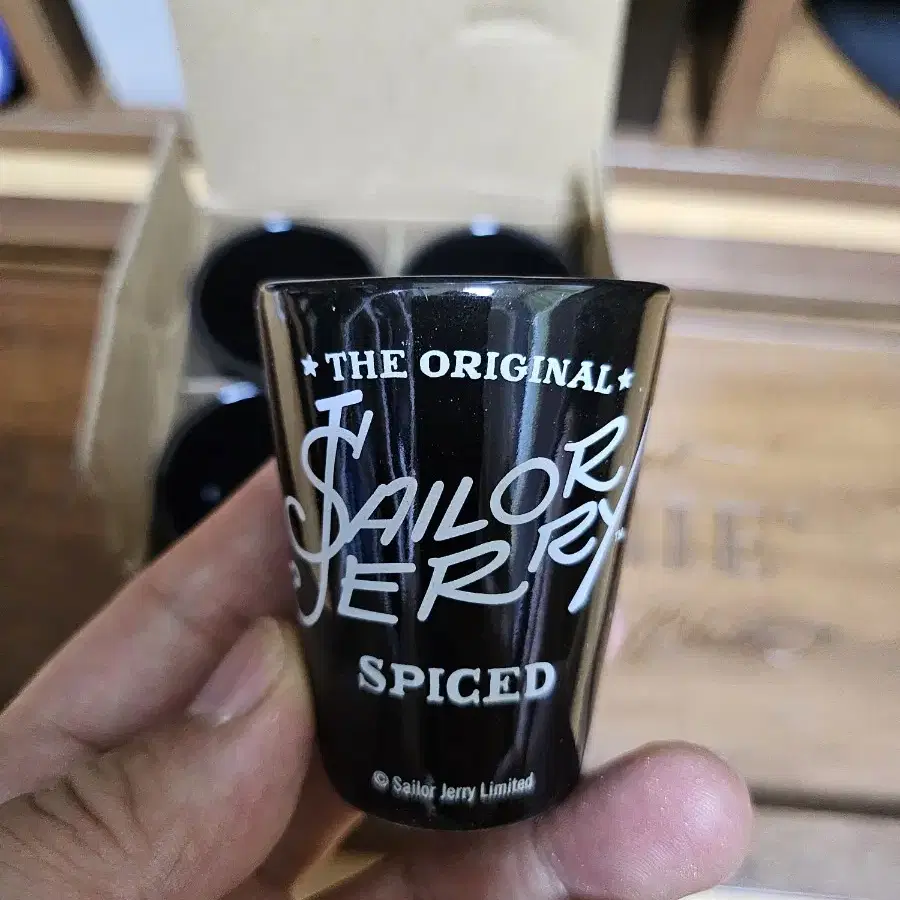 ★ THE ORIGINAL ★
SAILOR
JERRY
SPICED
© Sailor Jerry Limited